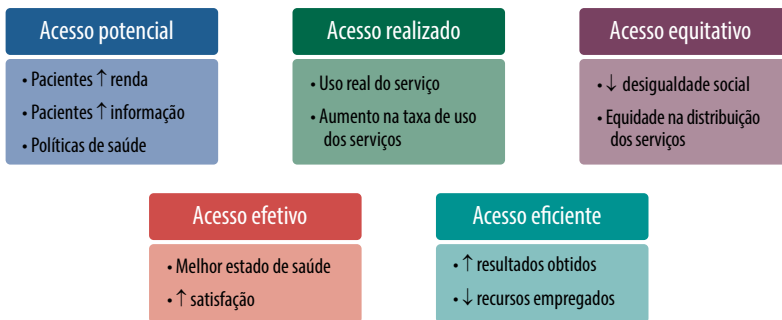 Acesso potencial
• Pacientes ↑ renda
• Pacientes ↑ informação
• Políticas de saúde
Acesso realizado
• Uso real do serviço
• Aumento na taxa de uso
dos serviços
Acesso equitativo
• ↓ desigualdade social
• Equidade na distribuição
dos serviços
Acesso efetivo
• Melhor estado de saúde
• ↑ satisfação
Acesso eficiente
• ↑ resultados obtidos
• ↓ recursos empregados